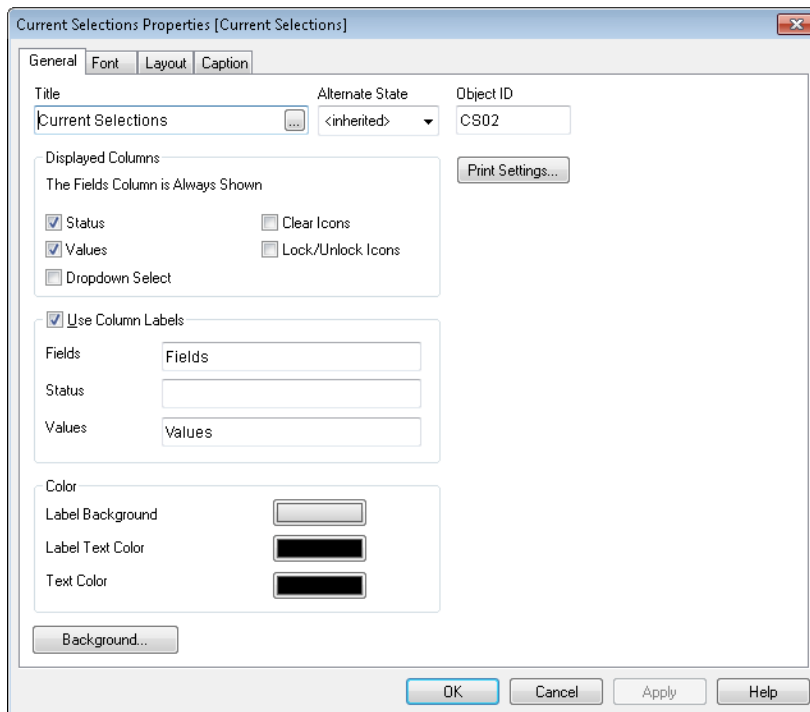 Current Selections Properties [Current Selections]
General Font Layout Caption
Title Alternate State Object ID
Current Selections ... <inherited> CS02
Displayed Columns
Print Settings...
The Fields Column is Always Shown
Status Clear Icons
Values Lock/Unlock Icons
Dropdown Select
Use Column Labels
Fields Fields
Status
Values Values
Color
Label Background
Label Text Color
Text Color
Background...
OK Cancel Apply Help